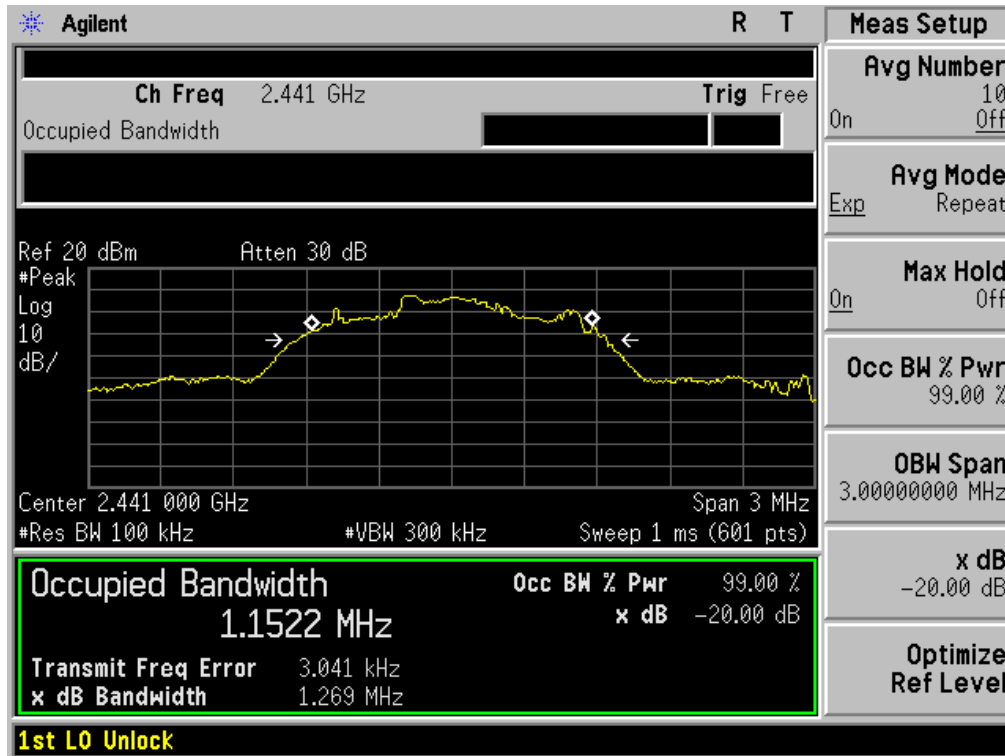 Agilent R T
Ch Freq 2.441 GHz Trig Free
Occupied Bandwidth
Ref 20 dBm Atten 30 dB
#Peak
Log
10
dB/
Center 2.441 000 GHz Span 3 MHz
#Res BW 100 kHz #VBW 300 kHz Sweep 1 ms (601 pts)
Occupied Bandwidth Occ BW % Pwr 99.00 %
1.1522 MHz x dB -20.00 dB
Transmit Freq Error 3.041 kHz
x dB Bandwidth 1.269 MHz
1st LO Unlock
Meas Setup
Avg Number
10
On Off
Avg Mode
Exp Repeat
Max Hold
On Off
Occ BW % Pwr
99.00 %
OBW Span
3.00000000 MHz
x dB
-20.00 dB
Optimize
Ref Level